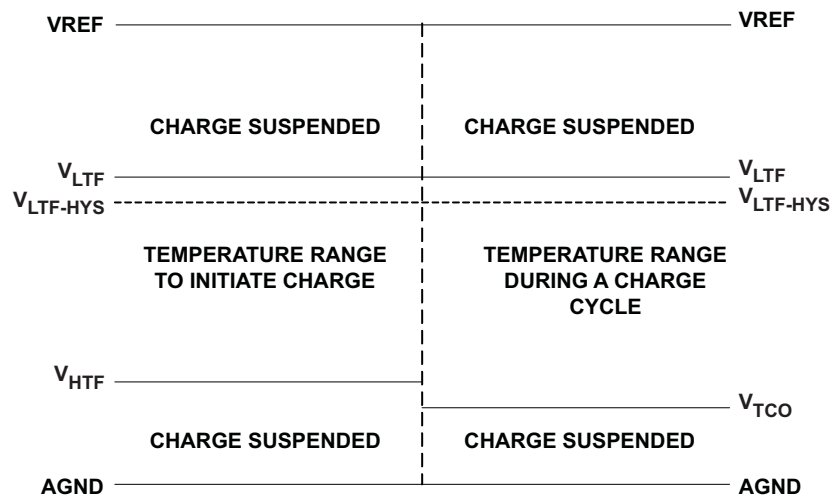 VREF
VREF
CHARGE SUSPENDED
CHARGE SUSPENDED
VLTF
VLTF
VLTF-HYS
VLTF-HYS
TEMPERATURE RANGE
TO INITIATE CHARGE
TEMPERATURE RANGE
DURING A CHARGE
CYCLE
VHTF
VTCO
CHARGE SUSPENDED
CHARGE SUSPENDED
AGND
AGND